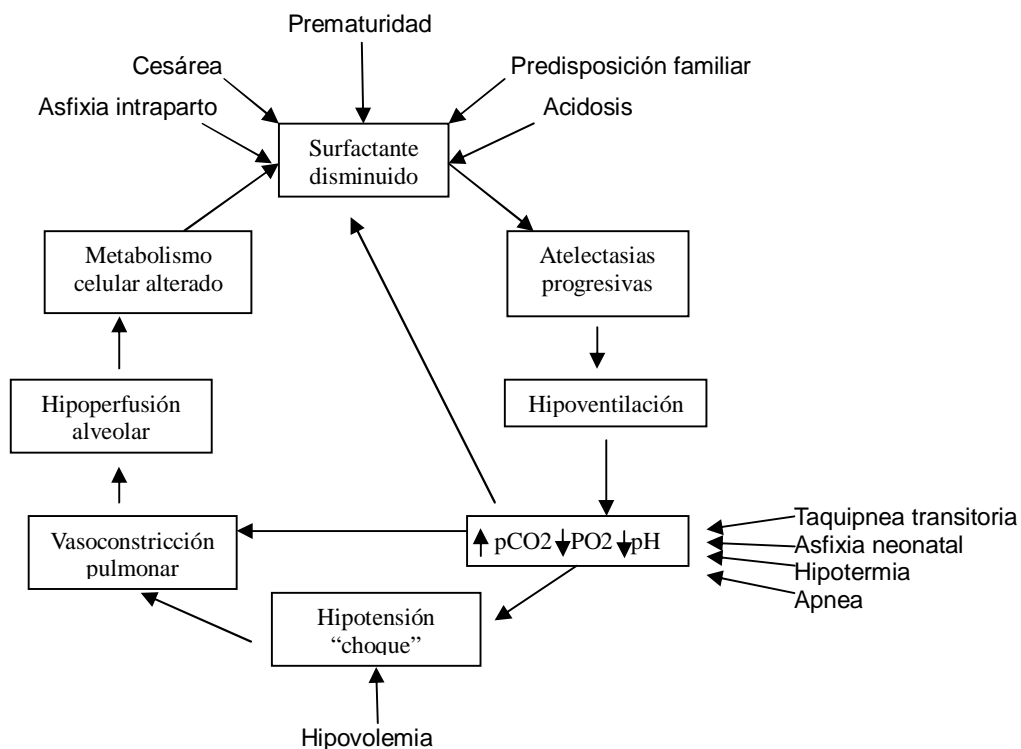 Prematuridad
Cesárea
Predisposición familiar
Asfixia intraparto
Acidosis
Surfactante
disminuido
Metabolismo
celular alterado
Atelectasias
progresivas
Hipoperfusión
alveolar
Hipoventilación
Vasoconstricción
pulmonar
↑ pCO2 ↓PO2 ↓pH
Taquipnea transitoria
Asfixia neonatal
Hipotermia
Apnea
Hipotensión
“choque”
Hipovolemia